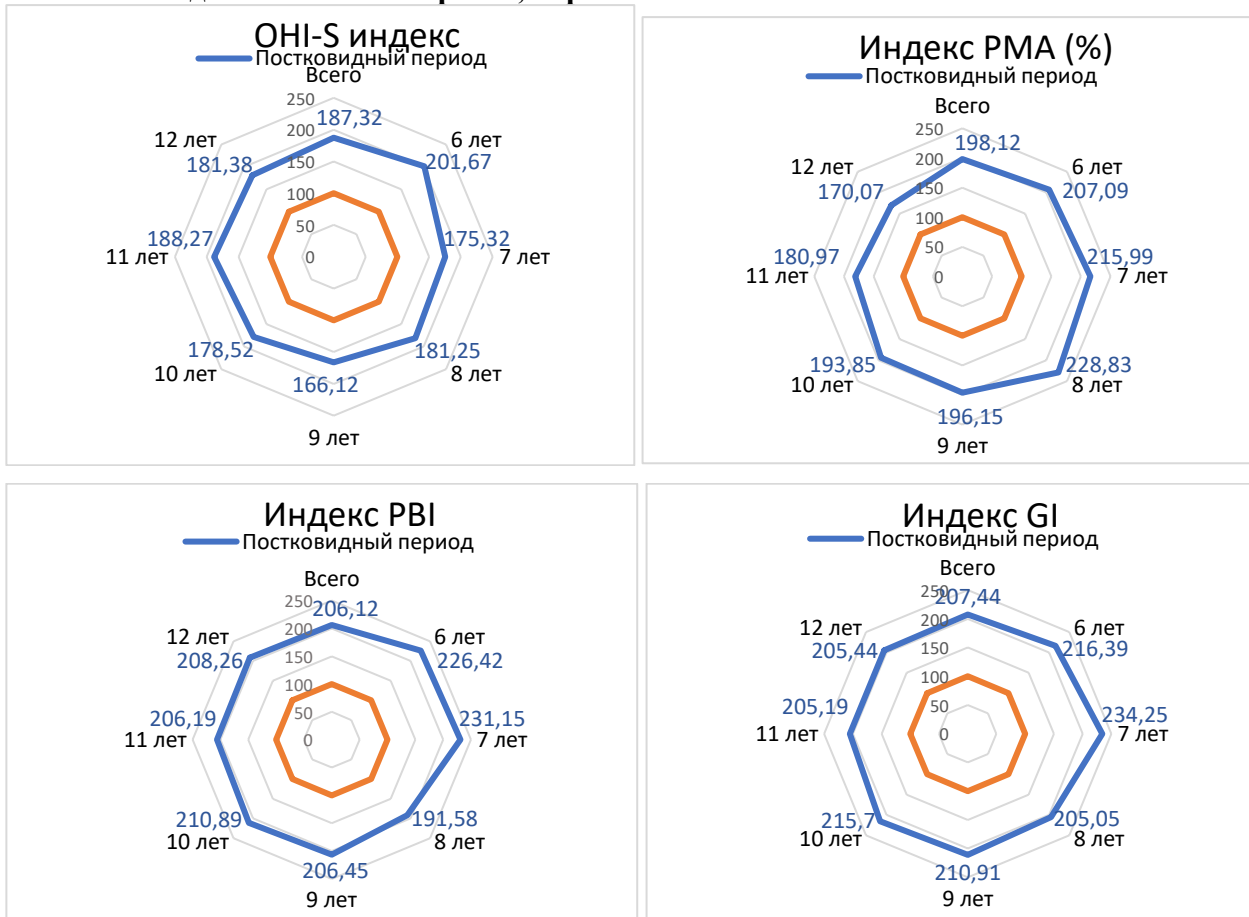 OHI-S индекс
Постковидный период
Всего
250
187,32
200
12 лет
6 лет
181,38
201,67
150
100
50
188,27
175,32
11 лет
0
7 лет
178,52
181,25
10 лет
8 лет
166,12
9 лет
Индекс PMA (%)
Постковидный период
Всего
250
198,12
200
12 лет
6 лет
170,07
207,09
150
100
50
180,97
215,99
11 лет
0
7 лет
193,85
228,83
10 лет
8 лет
196,15
9 лет
Индекс PBI
Постковидный период
Всего
250
206,12
200
12 лет
6 лет
208,26
226,42
150
100
50
206,19
231,15
11 лет
0
7 лет
210,89
191,58
10 лет
8 лет
206,45
9 лет
Индекс GI
Постковидный период
Всего
250
207,44
200
12 лет
6 лет
205,44
216,39
150
100
50
205,19
234,25
11 лет
0
7 лет
215,7
205,05
10 лет
8 лет
210,91
9 лет